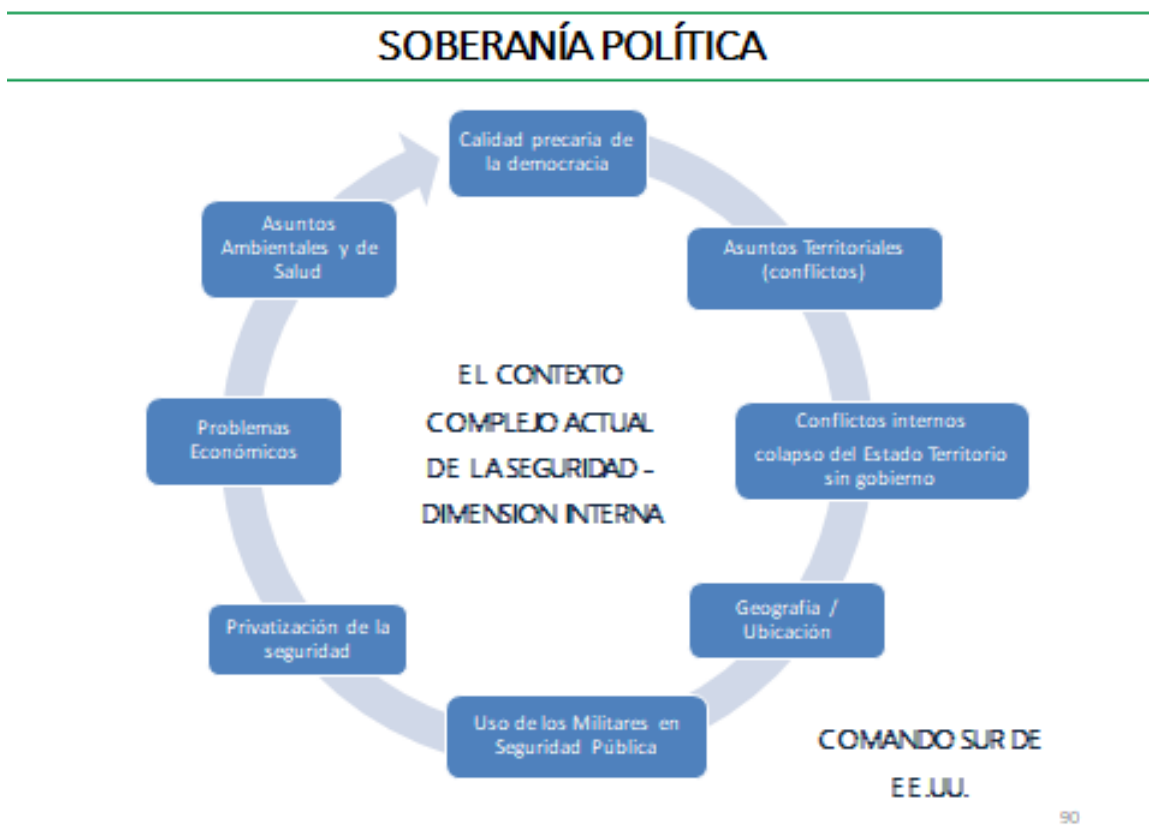 SOBERANÍA POLÍTICA
Calidad precaria de
la democracia
Asuntos Territoriales
(conflictos)
Conflictos internos
colapso del Estado Territorio
sin gobierno
Geografía /
Ubicación
Uso de los Militares en
Seguridad Pública
Privatización de la
seguridad
Problemas
Económicos
Asuntos
Ambientales y de
Salud
EL CONTEXTO
COMPLEJO ACTUAL
DE LA SEGURIDAD –
DIMENSION INTERNA
COMANDO SUR DE
EE.UU.
90